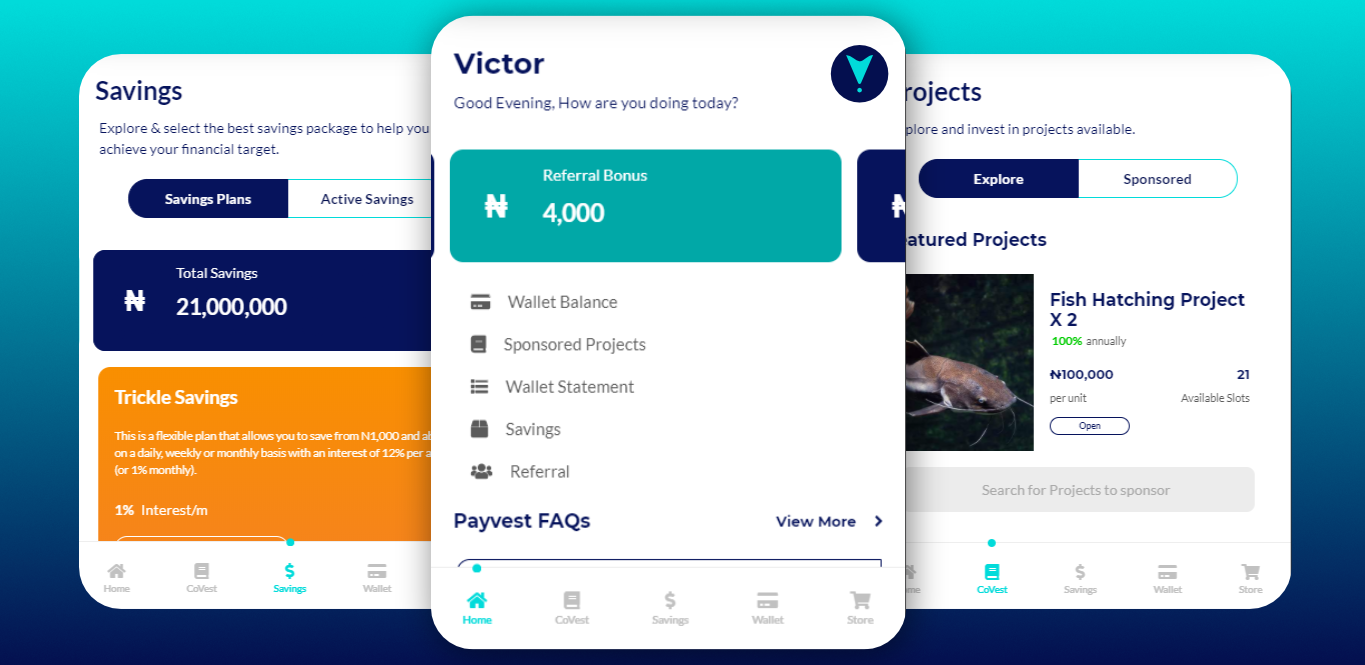 Savings
Explore & select the best savings package to help you
achieve your financial target.
Savings Plans
Active Savings
Total Savings
₦
21,000,000
Trickle Savings
This is a flexible plan that allows you to save from N1,000 and
on a daily, weekly or monthly basis with an interest of 12% per
(or 1% monthly).
1% Interest/m
Home
CoVest
Savings
Wallet
Victor
Good Evening, How are you doing today?
Referral Bonus
₦
4,000
₦
Wallet Balance
Sponsored Projects
Wallet Statement
Savings
Referral
Payvest FAQs
View More
Home
CoVest
Savings
Wallet
Store
rojects
plore and invest in projects available.
Explore
Sponsored
atured Projects
Fish Hatching Project
X 2
100% annually
₦100,000
21
per unit
Available Slots
Open
Search for Projects to sponsor
me
CoVest
Savings
Wallet
Store